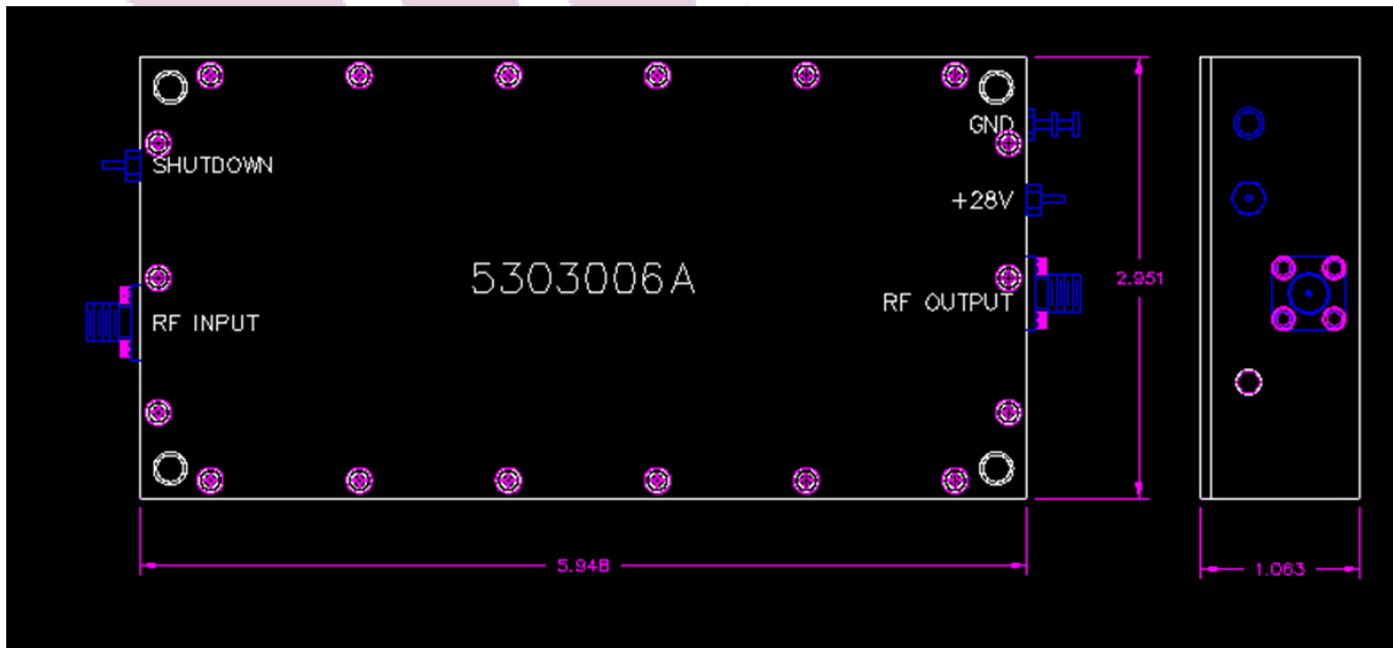 GND
SHUTDOWN
+28V
5303006A
2.951
RF OUTPUT
RF INPUT
5.948
1.063